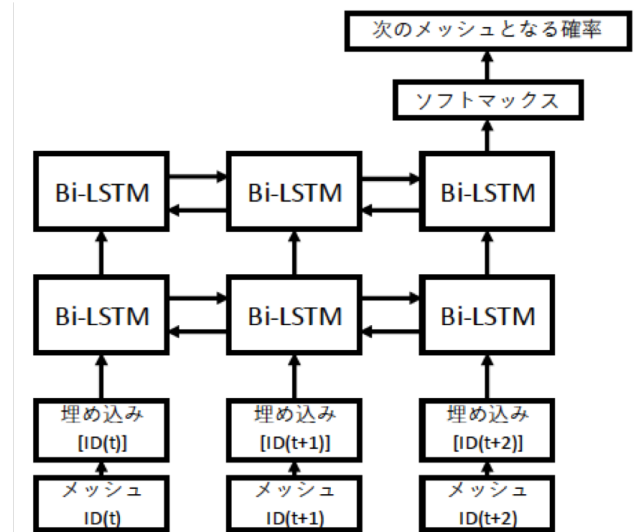 次のメッシュとなる確率
ソフトマックス
Bi-LSTM Bi-LSTM Bi-LSTM
Bi-LSTM Bi-LSTM Bi-LSTM
埋め込み 埋め込み 埋め込み
[ID(t)] [ID(t+1)] [ID(t+2)]
メッシュ メッシュ メッシュ
ID(t) ID(t+1) ID(t+2)